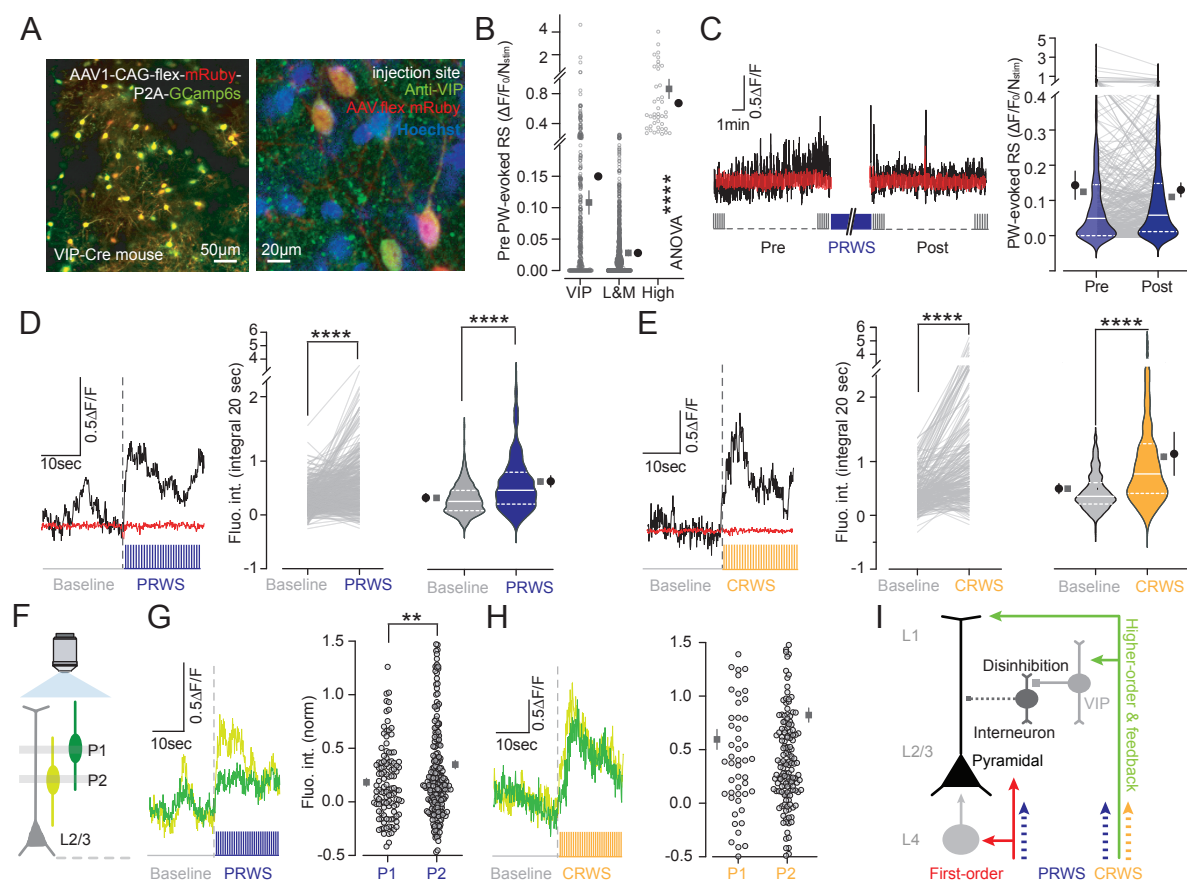 A
AAV1-CAG-flex-mRuby-
P2A-GCamp6s
VIP-Cre mouse
50µm
injection site
Anti-VIP
AAV flex mRuby
Hoechst
20µm
B
Pre PW-evoked RS (ΔF/F₀/Nstim)
4
2
0.8
0.4
0.15
0.10
0.05
0.00
VIP
L&M
High
****
ANOVA
C
0.5ΔF/F
1min
Pre
PRWS
Post
PW-evoked RS (ΔF/F₀/Nstim)
5
3
1
0.4
0.3
0.2
0.1
0.0
Pre
Post
D
0.5ΔF/F
10sec
Baseline
PRWS
Fluo. int. (integral 20 sec)
6
4
2
1
0
-1
****
Baseline
PRWS
****
Baseline
PRWS
E
0.5ΔF/F
10sec
Baseline
CRWS
Fluo. int. (integral 20 sec)
6
5
4
2
1
0
-1
****
Baseline
CRWS
****
Baseline
CRWS
F
P1
P2
L2/3
G
0.5ΔF/F
10sec
Baseline
PRWS
Fluo. int. (norm)
1.5
1.0
0.5
0.0
-0.5
**
P1
P2
H
0.5ΔF/F
10sec
Baseline
CRWS
1.5
1.0
0.5
0.0
-0.5
P1
P2
I
L1
L2/3
L4
Disinhibition
VIP
Interneuron
Pyramidal
Higher-order & feedback
First-order
PRWS
CRWS